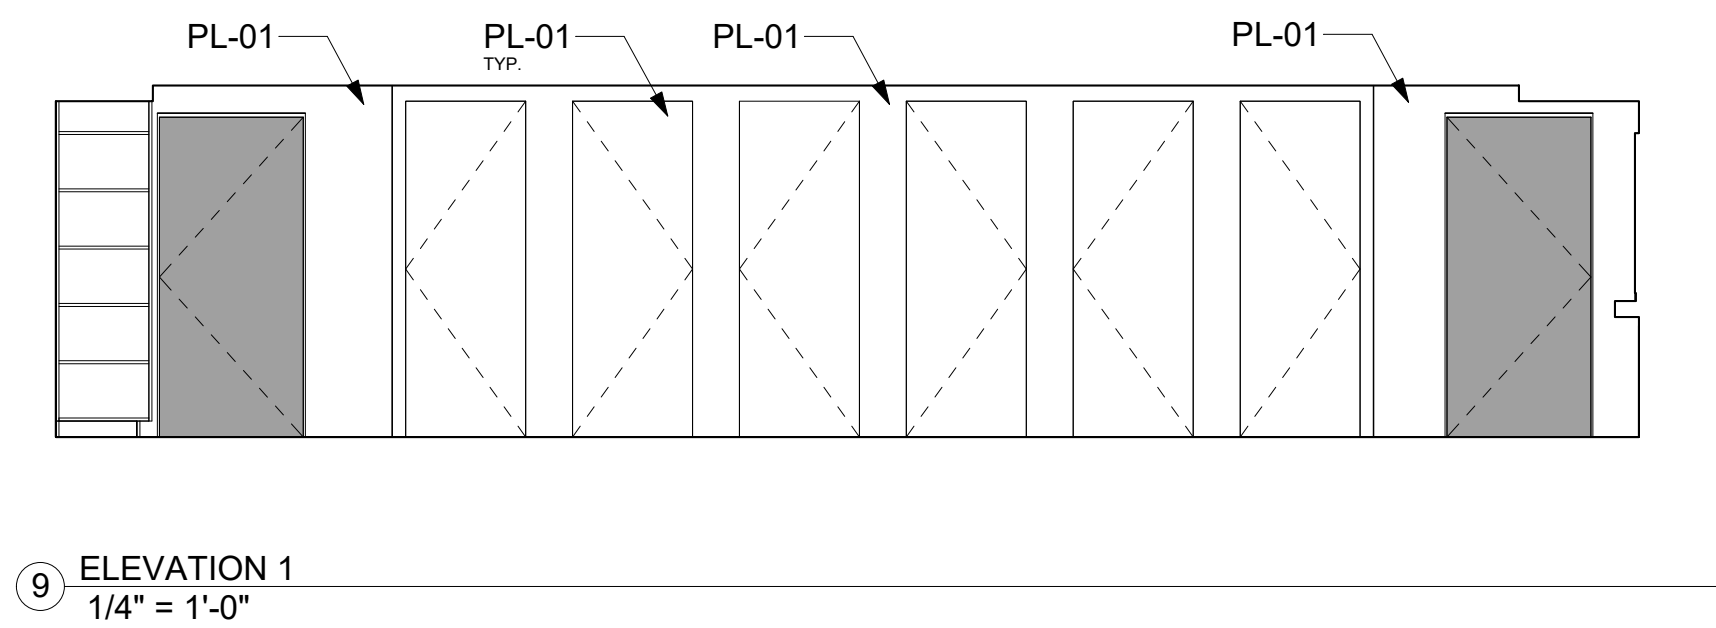 PL-01
PL-01
TYP.
PL-01
PL-01
9
ELEVATION 1
1/4" = 1'-0"